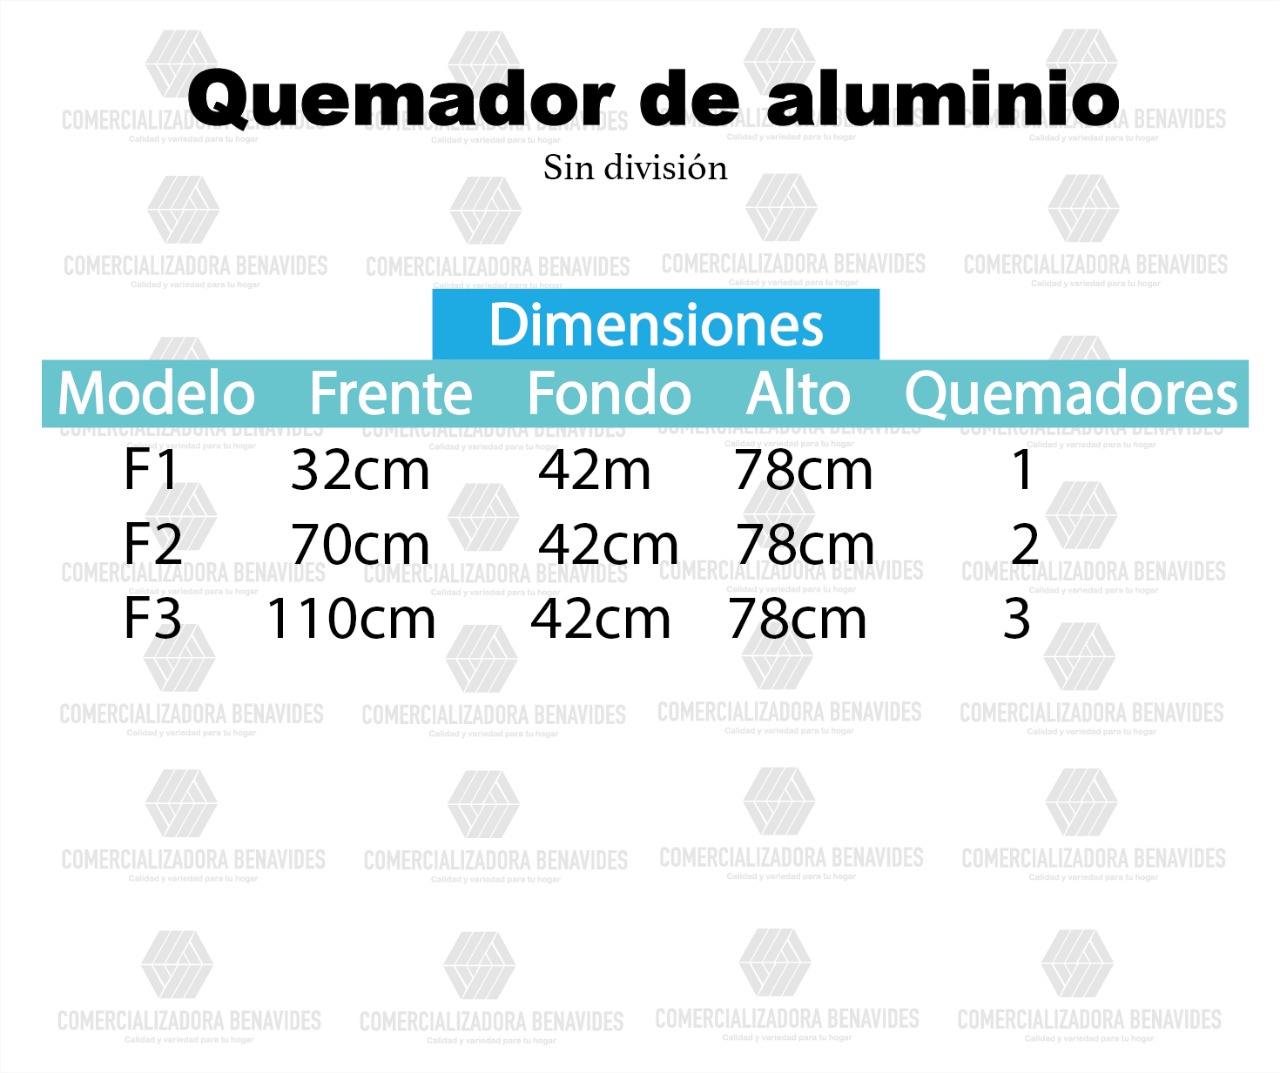 Quemador de aluminio
Sin división
Dimensiones
Modelo Frente Fondo Alto Quemadores
F1 32cm 42m 78cm 1
F2 70cm 42cm 78cm 2
F3 110cm 42cm 78cm 3
COMERCIALIZADORA BENAVIDES
Calidad y variedad para tu hogar